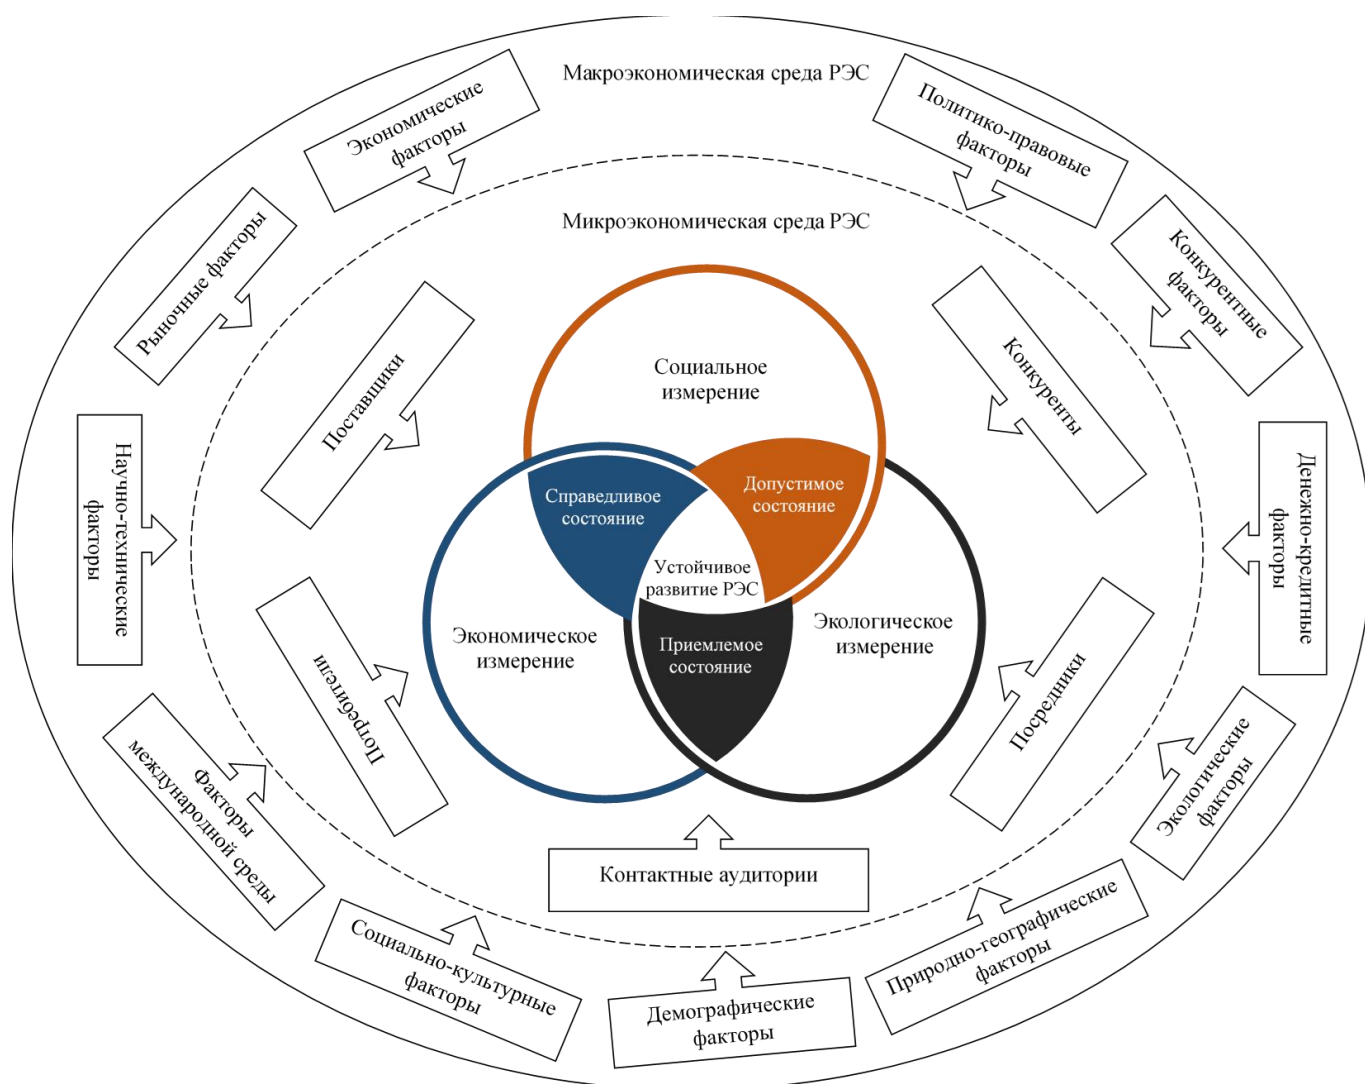 Макроэкономическая среда РЭС
Экономические
факторы
Политико-правовые
факторы
Рыночные факторы
Микроэкономическая среда РЭС
Конкурентные
факторы
Поставщики
Социальное
измерение
Конкуренты
Научно-технические
факторы
Справедливое
состояние
Допустимое
состояние
Денежно-кредитные
факторы
Устойчивое
развитие РЭС
Экономическое
измерение
Экологическое
измерение
Приемлемое
состояние
Потребители
Посредники
Факторы
международной среды
Экологические
факторы
Контактные аудитории
Социально-культурные
факторы
Природно-географические
факторы
Демографические
факторы